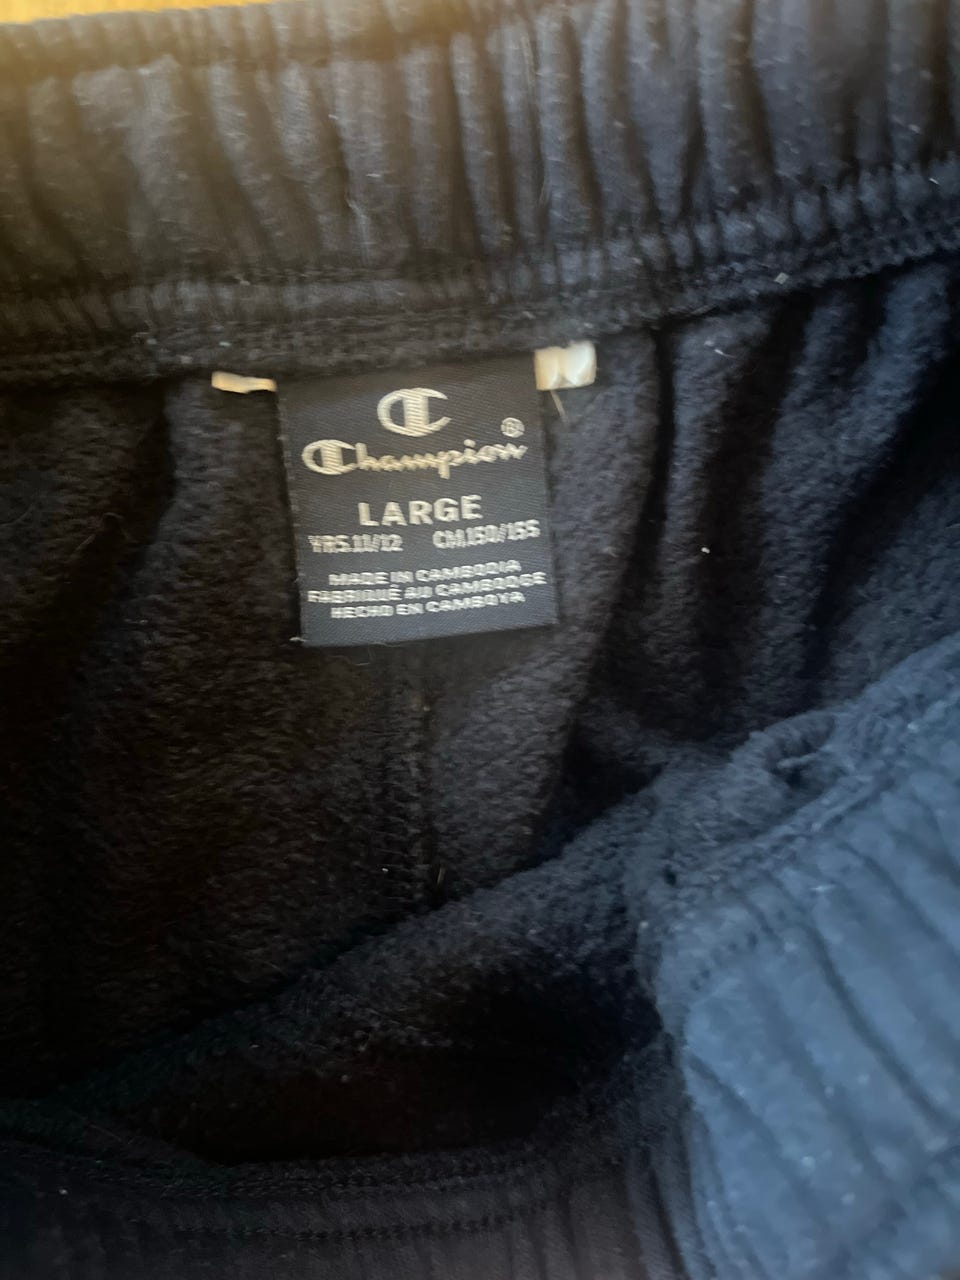 Champion®
LARGE
YRS.11/12 CM.150/155
MADE IN CAMBODIA
FABRIQUÉ AU CAMBODGE
HECHO EN CAMBOYA